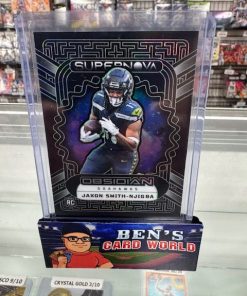 SUPERNOVA
OBSIDIAN
SEAHAWKS
JAXON SMITH-NJIGBA
RC
BEN'S
CARD WORLD
CRYSTAL GOLD 2/10